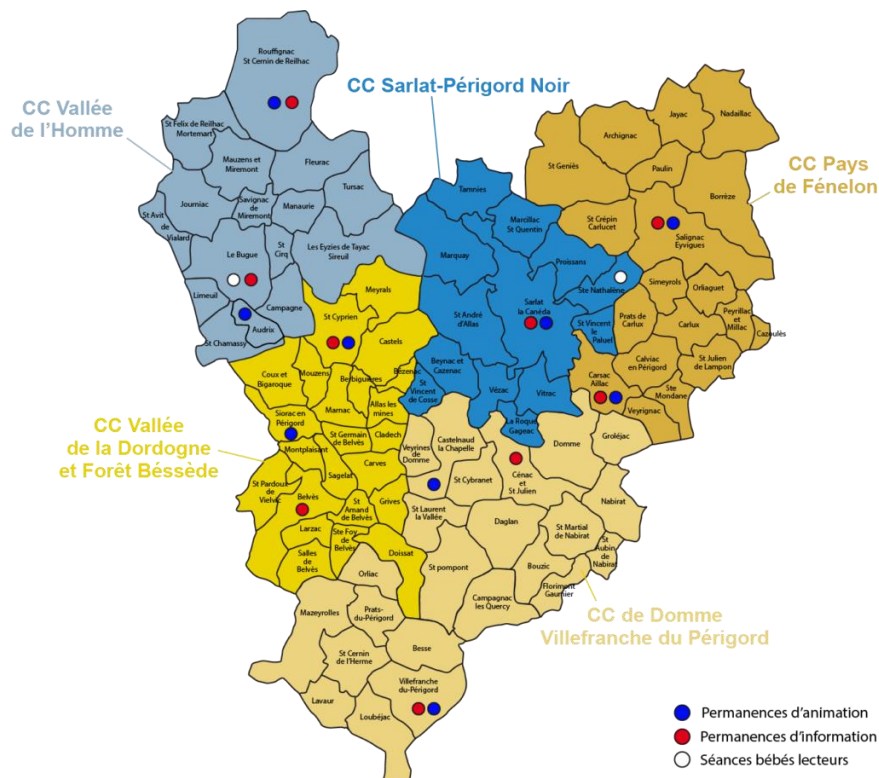 Rouffignac
St Cernin de Reilhac
CC Sarlat-Périgord Noir
CC Vallée
de l'Homme
Jayac
Nadaillac
Archignac
St Felix de Reilhac
Mortemart
Mauzens et
Miremont
Fleurac
St Geniès
Paulin
CC Pays
de Fénelon
Tursac
Tamnies
Borrèze
Journiac
Savignac
de
Miremont
Manaurie
Marcillac
St Quentin
St Crépin
Carlucet
St Avit
de
Vialard
Salignac
Eyvigues
Le Bugue
St
Cirq
Les Eyzies de Tayac
Sireuil
Marquay
Proissans
Ste Nathalène
Simeyrols
Orliaguet
Meyrals
Limeuil
Campagne
St Cyprien
St André
d'Allas
Sarlat
la Canéda
Prats de
Carlux
Carlux
Peyrillac
et
Millac
Cazoulès
Audrix
St Chamassy
St Vincent
le
Paluel
Castels
Beynac et
Cazenac
Calviac
en Périgord
St Julien
de Lampon
Coux et
Bigaroque
Mouzens
Bézenac
Berbiguières
St
Vincent
de Cosse
Vézac
Vitrac
Carsac
Aillac
Ste
Mondane
Veyrignac
Marnac
Allas les
mines
Siorac en
Périgord
La Roque
Gageac
CC Vallée
de la Dordogne
et Forêt Béssède
St Germain
de Belvès
Cladech
Veyrines
de
Domme
Castelnaud
la Chapelle
Domme
Groléjac
Montplaisant
Sagelat
Carves
St Pardoux
de
Vielvic
Belvès
St
Amand
de Belvès
Grives
St Cybranet
Cénac
et
St Julien
Nabirat
St Laurent
la Vallée
Daglan
St Martial
de
Nabirat
Larzac
Ste Foy
de
Belvès
Salles
de
Belvès
Doissat
St
Aubin
de
Nabirat
St pompont
Bouzic
Orliac
Florimont
Gaumier
Campagnac
les Quercy
CC de Domme
Villefranche du Périgord
Mazeyrolles
Prats-
du-Périgord
St Cernin
de l'Herme
Besse
Villefranche
du-Périgord
Lavaur
Loubéjac
Permanences d'animation
Permanences d'information
Séances bébés lecteurs